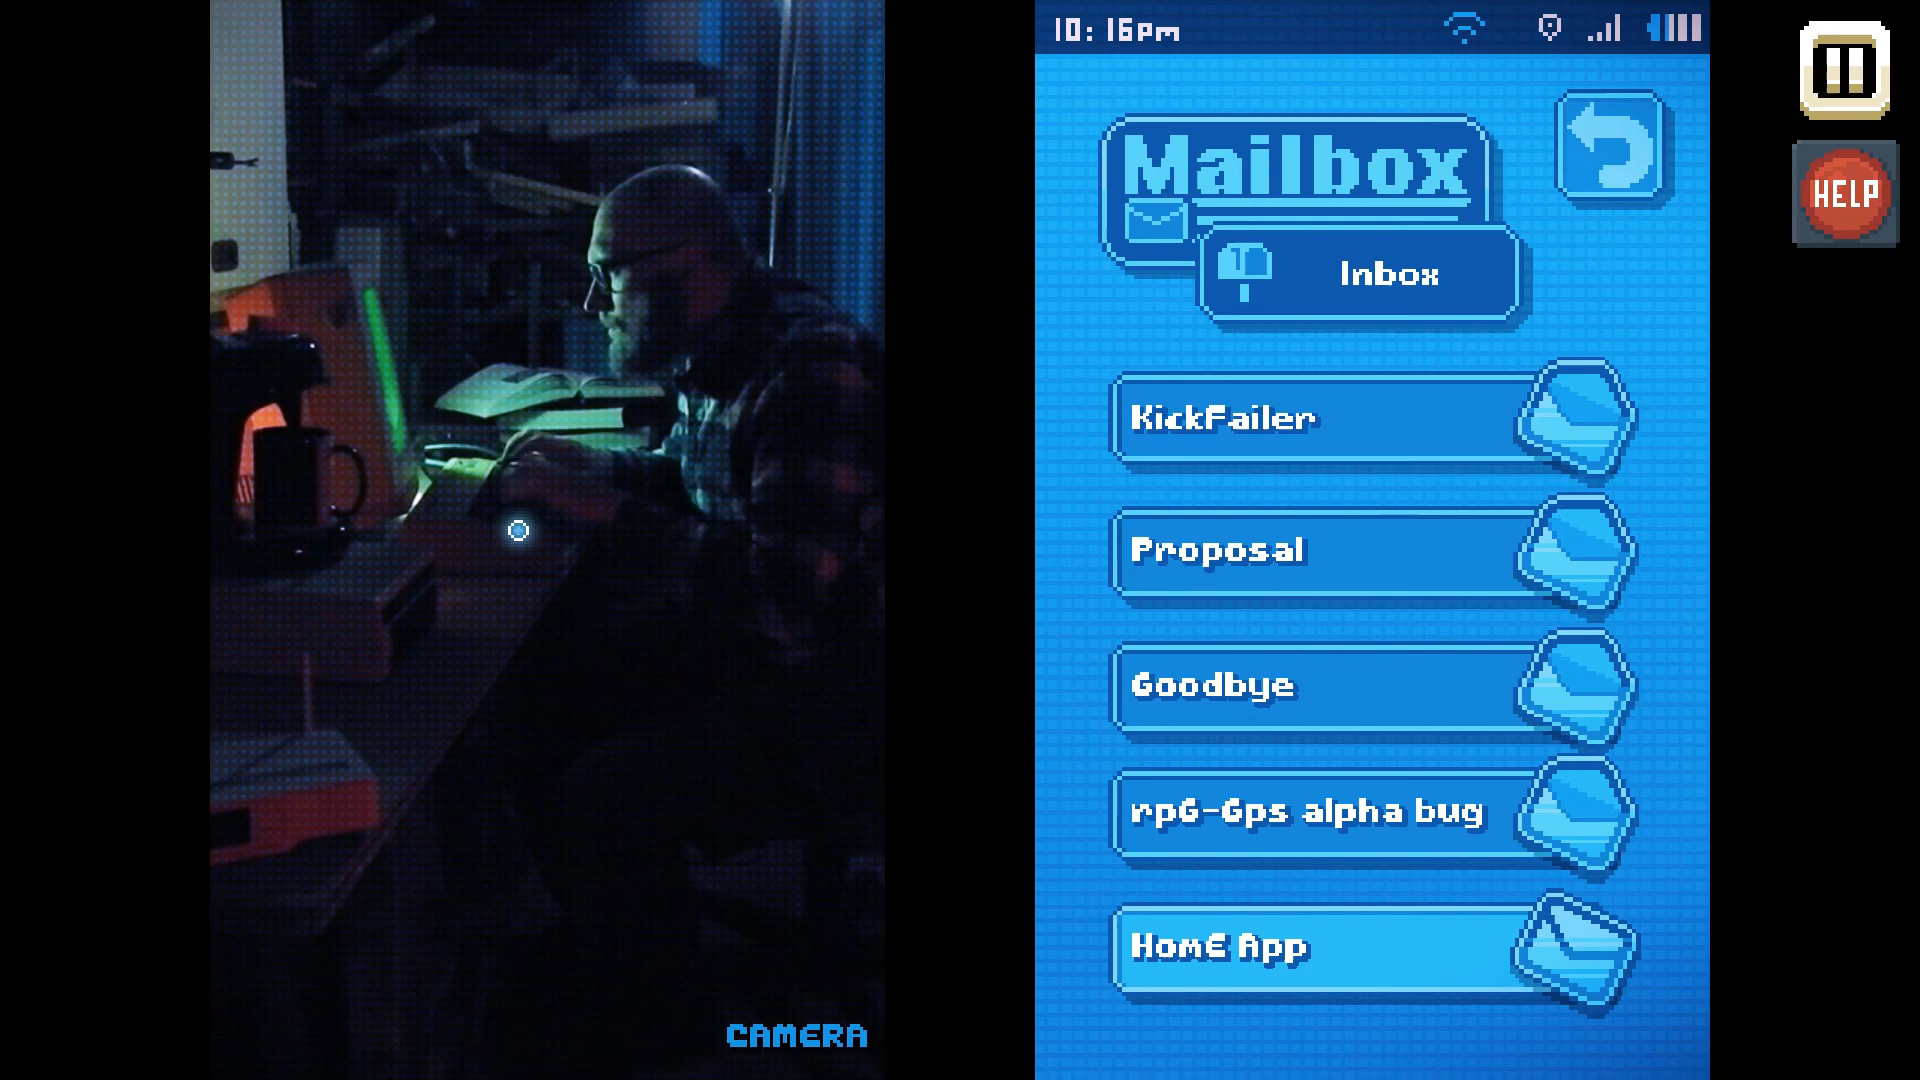 10:16pm
HELP
Mailbox
Inbox
KickFailer
Proposal
Goodbye
rpG-Gps alpha bug
HomE App
CAMERA